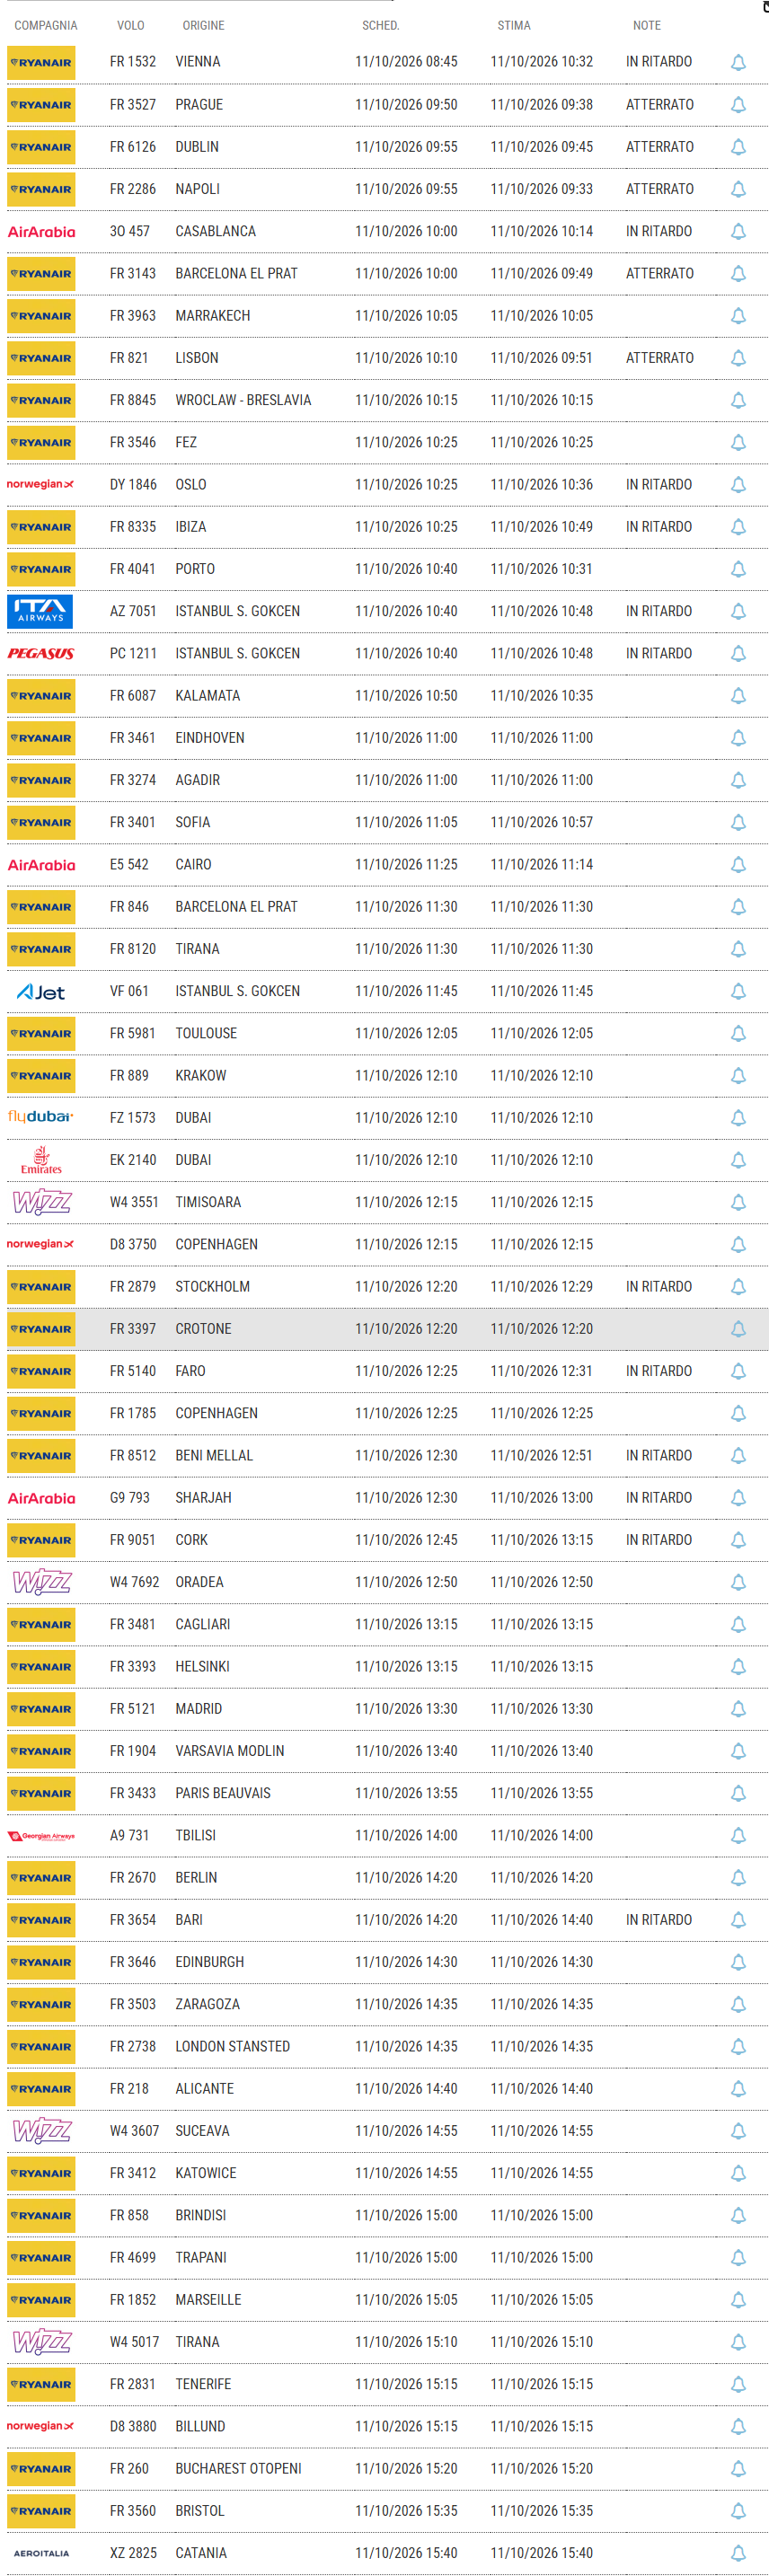 COMPAGNIA VOLO ORIGINE SCHED. STIMA NOTE
RYANAIR FR 1532 VIENNA 11/10/2026 08:45 11/10/2026 10:32 IN RITARDO
RYANAIR FR 3527 PRAGUE 11/10/2026 09:50 11/10/2026 09:38 ATTERRATO
RYANAIR FR 6126 DUBLIN 11/10/2026 09:55 11/10/2026 09:45 ATTERRATO
RYANAIR FR 2286 NAPOLI 11/10/2026 09:55 11/10/2026 09:33 ATTERRATO
AirArabia 3O 457 CASABLANCA 11/10/2026 10:00 11/10/2026 10:14 IN RITARDO
RYANAIR FR 3143 BARCELONA EL PRAT 11/10/2026 10:00 11/10/2026 09:49 ATTERRATO
RYANAIR FR 3963 MARRAKECH 11/10/2026 10:05 11/10/2026 10:05
RYANAIR FR 821 LISBON 11/10/2026 10:10 11/10/2026 09:51 ATTERRATO
RYANAIR FR 8845 WROCLAW - BRESLAVIA 11/10/2026 10:15 11/10/2026 10:15
RYANAIR FR 3546 FEZ 11/10/2026 10:25 11/10/2026 10:25
norwegian DY 1846 OSLO 11/10/2026 10:25 11/10/2026 10:36 IN RITARDO
RYANAIR FR 8335 IBIZA 11/10/2026 10:25 11/10/2026 10:49 IN RITARDO
RYANAIR FR 4041 PORTO 11/10/2026 10:40 11/10/2026 10:31
ITA AIRWAYS AZ 7051 ISTANBUL S. GOKCEN 11/10/2026 10:40 11/10/2026 10:48 IN RITARDO
PEGASUS PC 1211 ISTANBUL S. GOKCEN 11/10/2026 10:40 11/10/2026 10:48 IN RITARDO
RYANAIR FR 6087 KALAMATA 11/10/2026 10:50 11/10/2026 10:35
RYANAIR FR 3461 EINDHOVEN 11/10/2026 11:00 11/10/2026 11:00
RYANAIR FR 3274 AGADIR 11/10/2026 11:00 11/10/2026 11:00
RYANAIR FR 3401 SOFIA 11/10/2026 11:05 11/10/2026 10:57
AirArabia E5 542 CAIRO 11/10/2026 11:25 11/10/2026 11:14
RYANAIR FR 846 BARCELONA EL PRAT 11/10/2026 11:30 11/10/2026 11:30
RYANAIR FR 8120 TIRANA 11/10/2026 11:30 11/10/2026 11:30
AJet VF 061 ISTANBUL S. GOKCEN 11/10/2026 11:45 11/10/2026 11:45
RYANAIR FR 5981 TOULOUSE 11/10/2026 12:05 11/10/2026 12:05
RYANAIR FR 889 KRAKOW 11/10/2026 12:10 11/10/2026 12:10
flydubai FZ 1573 DUBAI 11/10/2026 12:10 11/10/2026 12:10
Emirates EK 2140 DUBAI 11/10/2026 12:10 11/10/2026 12:10
WIZZ W4 3551 TIMISOARA 11/10/2026 12:15 11/10/2026 12:15
norwegian D8 3750 COPENHAGEN 11/10/2026 12:15 11/10/2026 12:15
RYANAIR FR 2879 STOCKHOLM 11/10/2026 12:20 11/10/2026 12:29 IN RITARDO
RYANAIR FR 3397 CROTONE 11/10/2026 12:20 11/10/2026 12:20
RYANAIR FR 5140 FARO 11/10/2026 12:25 11/10/2026 12:31 IN RITARDO
RYANAIR FR 1785 COPENHAGEN 11/10/2026 12:25 11/10/2026 12:25
RYANAIR FR 8512 BENI MELLAL 11/10/2026 12:30 11/10/2026 12:51 IN RITARDO
AirArabia G9 793 SHARJAH 11/10/2026 12:30 11/10/2026 13:00 IN RITARDO
RYANAIR FR 9051 CORK 11/10/2026 12:45 11/10/2026 13:15 IN RITARDO
WIZZ W4 7692 ORADEA 11/10/2026 12:50 11/10/2026 12:50
RYANAIR FR 3481 CAGLIARI 11/10/2026 13:15 11/10/2026 13:15
RYANAIR FR 3393 HELSINKI 11/10/2026 13:15 11/10/2026 13:15
RYANAIR FR 5121 MADRID 11/10/2026 13:30 11/10/2026 13:30
RYANAIR FR 1904 VARSAVIA MODLIN 11/10/2026 13:40 11/10/2026 13:40
RYANAIR FR 3433 PARIS BEAUVAIS 11/10/2026 13:55 11/10/2026 13:55
Georgian Airways A9 731 TBILISI 11/10/2026 14:00 11/10/2026 14:00
RYANAIR FR 2670 BERLIN 11/10/2026 14:20 11/10/2026 14:20
RYANAIR FR 3654 BARI 11/10/2026 14:20 11/10/2026 14:40 IN RITARDO
RYANAIR FR 3646 EDINBURGH 11/10/2026 14:30 11/10/2026 14:30
RYANAIR FR 3503 ZARAGOZA 11/10/2026 14:35 11/10/2026 14:35
RYANAIR FR 2738 LONDON STANSTED 11/10/2026 14:35 11/10/2026 14:35
RYANAIR FR 218 ALICANTE 11/10/2026 14:40 11/10/2026 14:40
WIZZ W4 3607 SUCEAVA 11/10/2026 14:55 11/10/2026 14:55
RYANAIR FR 3412 KATOWICE 11/10/2026 14:55 11/10/2026 14:55
RYANAIR FR 858 BRINDISI 11/10/2026 15:00 11/10/2026 15:00
RYANAIR FR 4699 TRAPANI 11/10/2026 15:00 11/10/2026 15:00
RYANAIR FR 1852 MARSEILLE 11/10/2026 15:05 11/10/2026 15:05
WIZZ W4 5017 TIRANA 11/10/2026 15:10 11/10/2026 15:10
RYANAIR FR 2831 TENERIFE 11/10/2026 15:15 11/10/2026 15:15
norwegian D8 3880 BILLUND 11/10/2026 15:15 11/10/2026 15:15
RYANAIR FR 260 BUCHAREST OTOPENI 11/10/2026 15:20 11/10/2026 15:20
RYANAIR FR 3560 BRISTOL 11/10/2026 15:35 11/10/2026 15:35
AEROITALIA XZ 2825 CATANIA 11/10/2026 15:40 11/10/2026 15:40